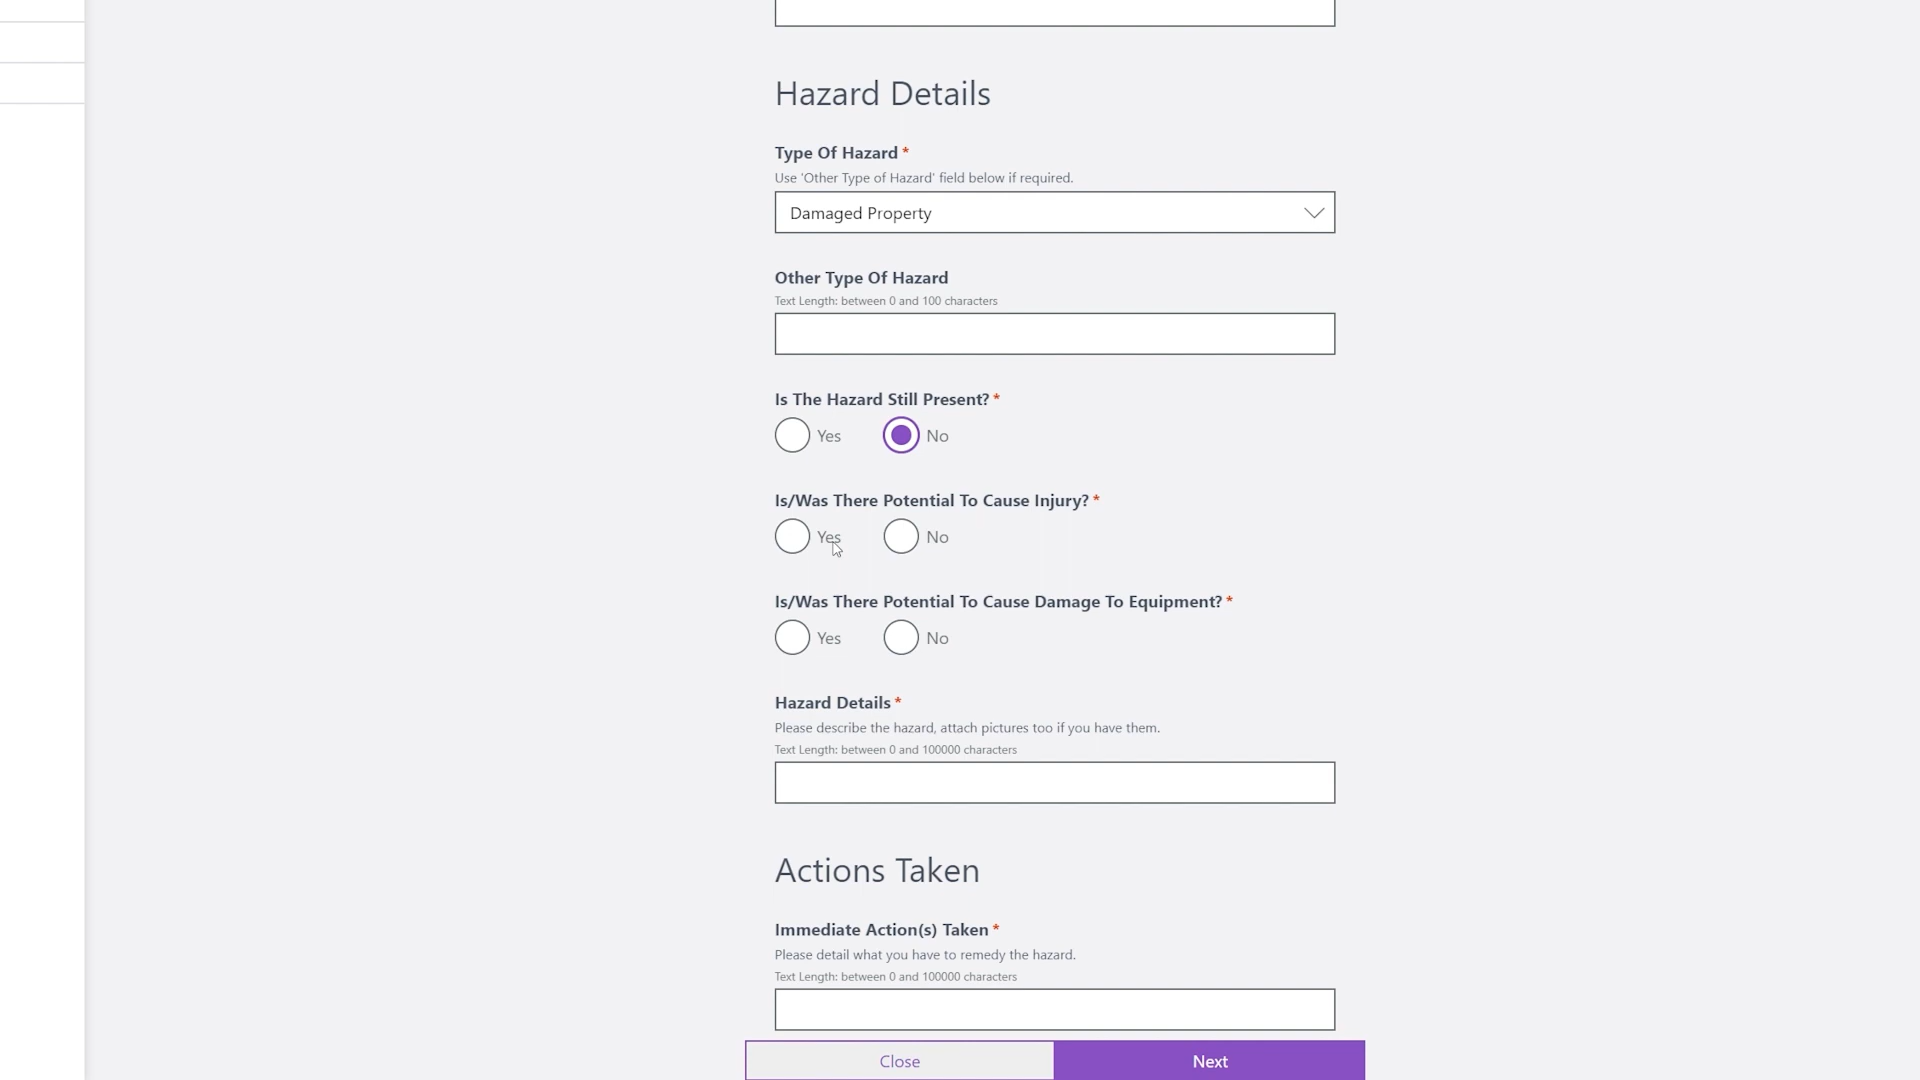 Hazard Details
Type Of Hazard *
Use 'Other Type of Hazard' field below if required.
Damaged Property
Other Type Of Hazard
Text Length: between 0 and 100 characters
Is The Hazard Still Present? *
Yes No
Is/Was There Potential To Cause Injury? *
Yes No
Is/Was There Potential To Cause Damage To Equipment? *
Yes No
Hazard Details *
Please describe the hazard, attach pictures too if you have them.
Text Length: between 0 and 100000 characters
Actions Taken
Immediate Action(s) Taken *
Please detail what you have to remedy the hazard.
Text Length: between 0 and 100000 characters
Close Next